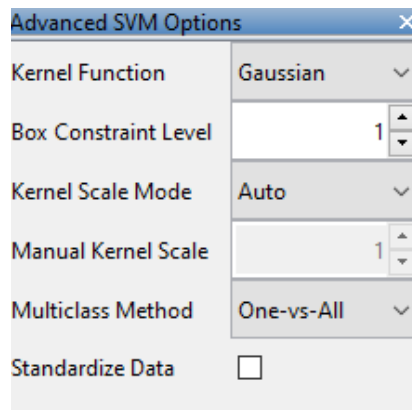 Advanced SVM Options
Kernel Function Gaussian
Box Constraint Level 1
Kernel Scale Mode Auto
Manual Kernel Scale 1
Multiclass Method One-vs-All
Standardize Data